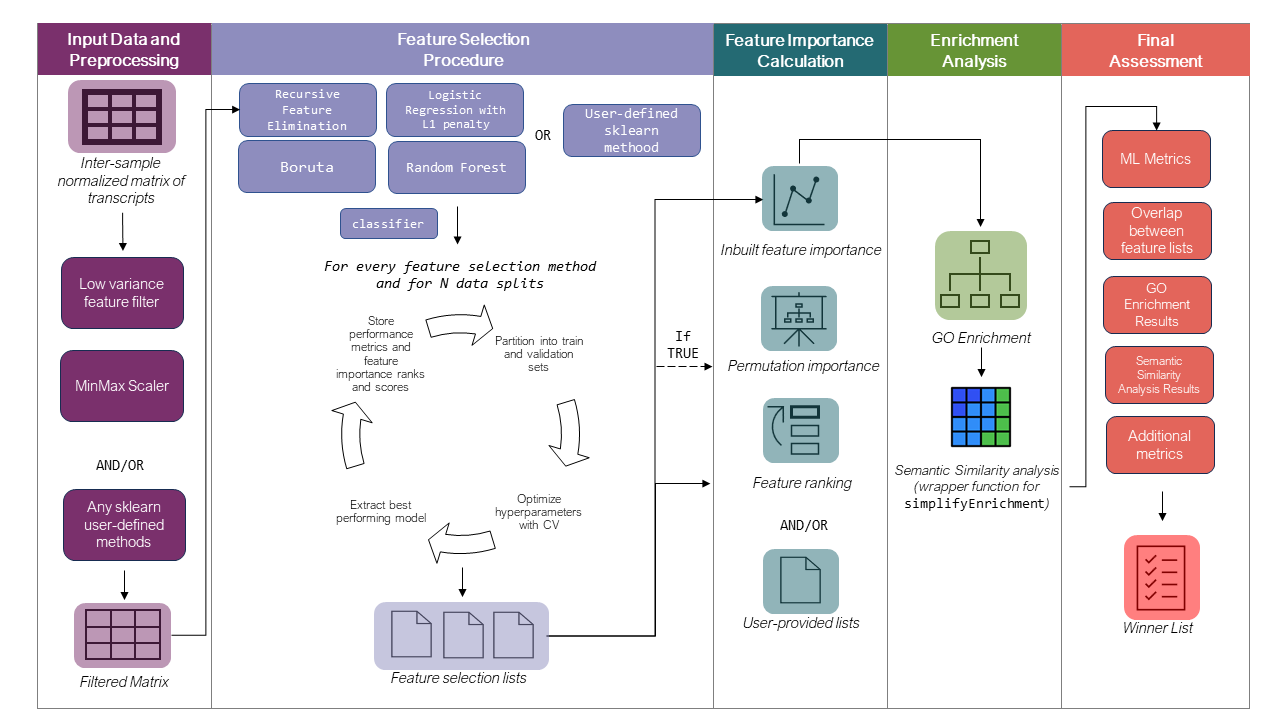 Input Data and
Preprocessing
Inter-sample
normalized matrix of
transcripts
Low variance
feature filter
MinMax Scaler
AND/OR
Any sklearn
user-defined
methods
Filtered Matrix
Feature Selection
Procedure
Recursive
Feature
Elimination
Logistic
Regression with
L1 penalty
Boruta
Random Forest
OR
User-defined
sklearn
methood
classifier
For every feature selection method
and for N data splits
Store
performance
metrics and
feature
importance ranks
and scores
Partition into train
and validation
sets
Optimize
hyperparameters
with CV
Extract best
performing model
Feature selection lists
If
TRUE
Feature Importance
Calculation
Inbuilt feature importance
Permutation importance
Feature ranking
AND/OR
User-provided lists
Enrichment
Analysis
GO Enrichment
Semantic Similarity analysis
(wrapper function for
simplifyEnrichment)
Final
Assessment
ML Metrics
Overlap
between
feature lists
GO
Enrichment
Results
Semantic
Similarity
Analysis Results
Additional
metrics
Winner List